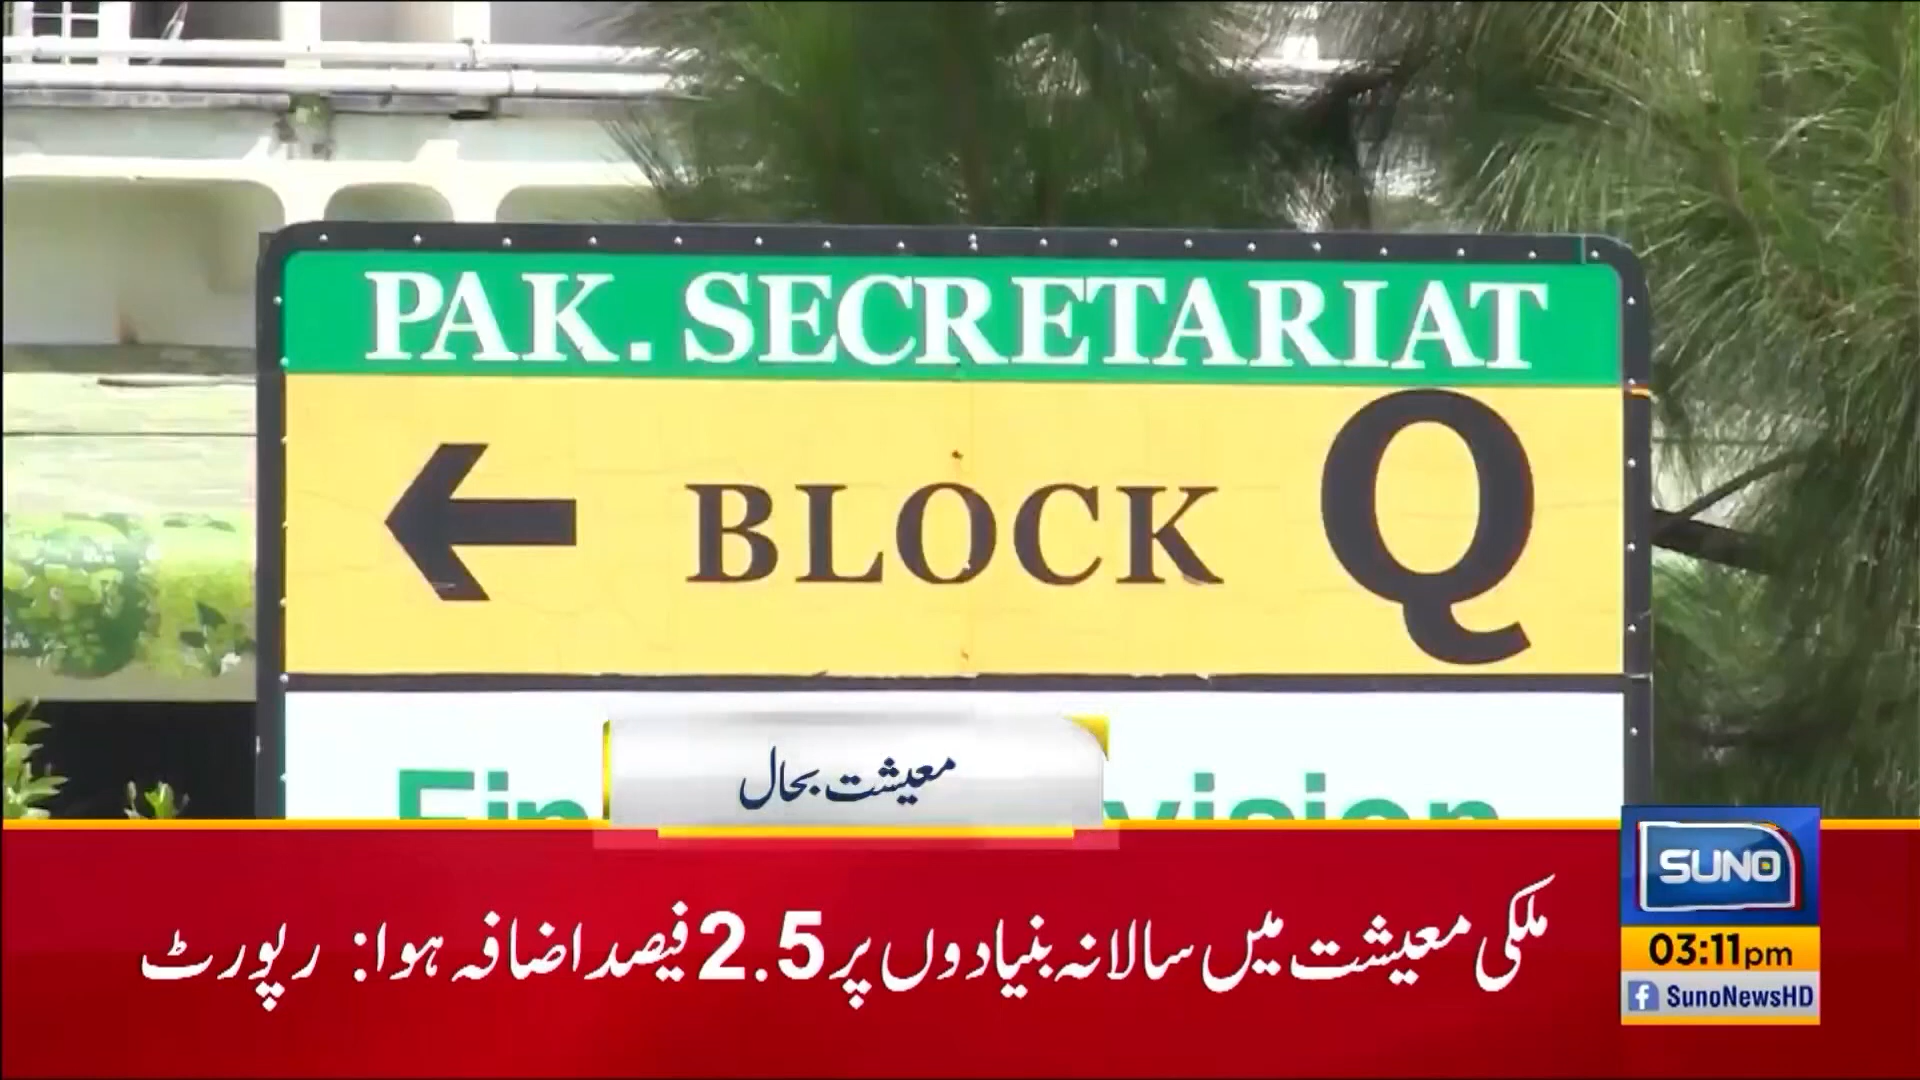 PAK. SECRETARIAT
BLOCK Q
معیشت بحال
ملکی معیشت میں سالانہ بنیادوں پر 2.5 فیصد اضافہ ہوا: رپورٹ
SUNO
03:11pm
SunoNewsHD